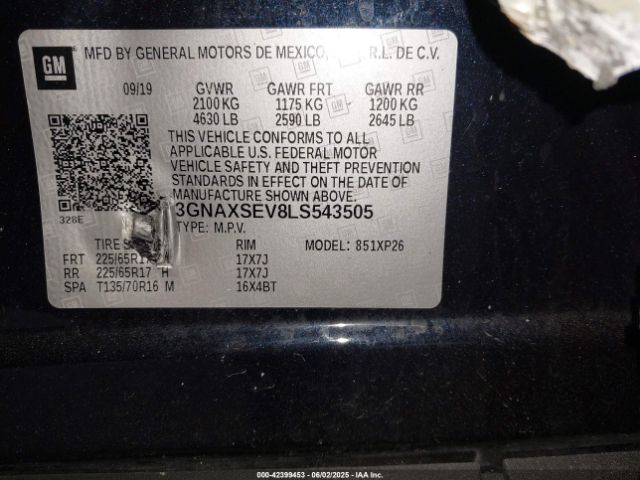 GM
MFD BY GENERAL MOTORS DE MEXICO, R.L. DE C.V.
09/19 GVWR GAWR FRT GAWR RR
2100 KG 1175 KG 1200 KG
4630 LB 2590 LB 2645 LB
THIS VEHICLE CONFORMS TO ALL
APPLICABLE U.S. FEDERAL MOTOR
VEHICLE SAFETY AND THEFT PREVENTION
STANDARDS IN EFFECT ON THE DATE OF
MANUFACTURE SHOWN ABOVE.
328E
3GNAXSEV8LS543505
TYPE: M.P.V.
TIRE RIM MODEL: 851XP26
FRT 225/65R17 H 17X7J
RR 225/65R17 H 17X7J
SPA T135/70R16 M 16X4BT
000-42399453 - 06/02/2025 - IAA Inc.